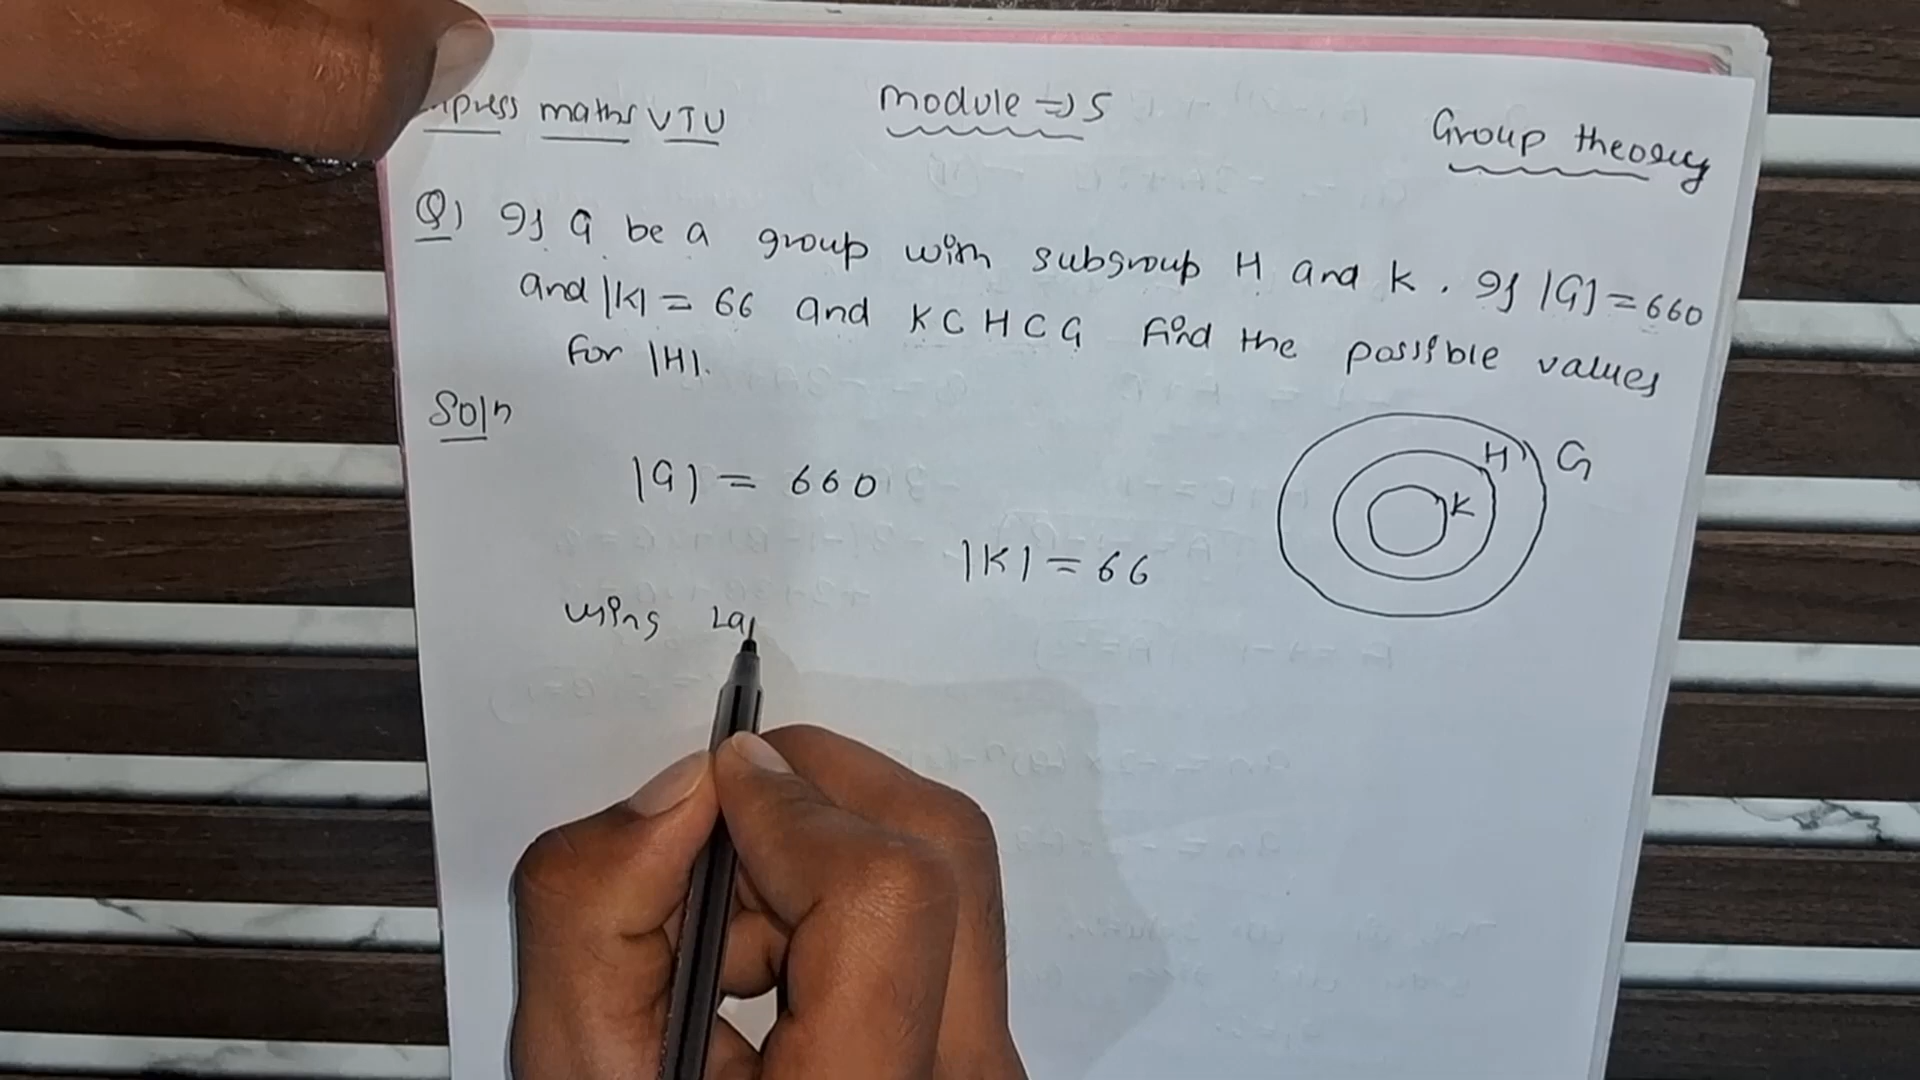 maths VTU
module => 5
Group theory
Q) If G be a group with subgroup H and K. If |G| = 660
and |K| = 66 and K ⊂ H ⊂ G Find the possible values
for |H|.
Soln
|G| = 660
|K| = 66
H
G
K
using La